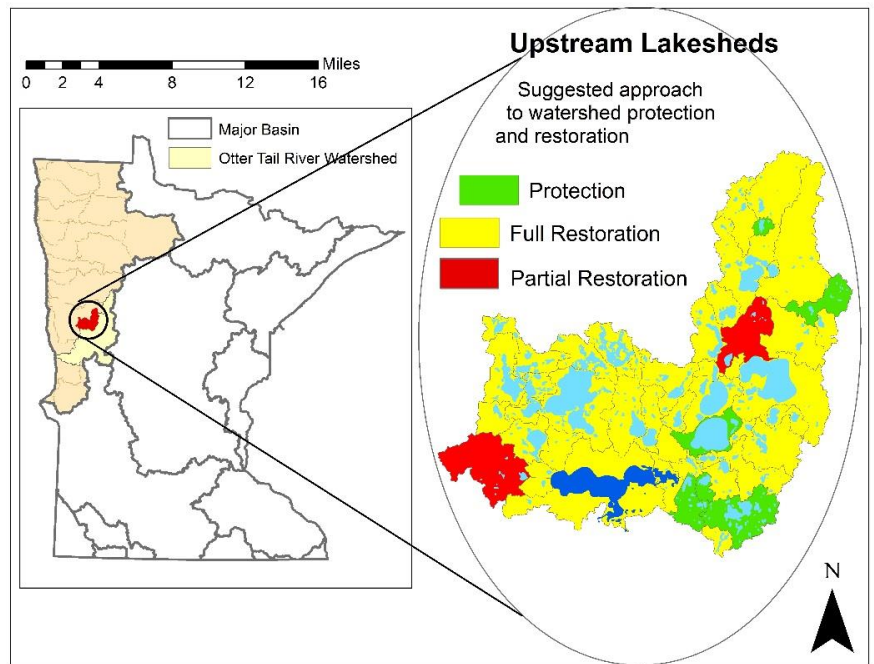 Upstream Lakesheds
Miles
0 2 4 8 12 16
Suggested approach
to watershed protection
and restoration
Major Basin
Otter Tail River Watershed
Protection
Full Restoration
Partial Restoration
N